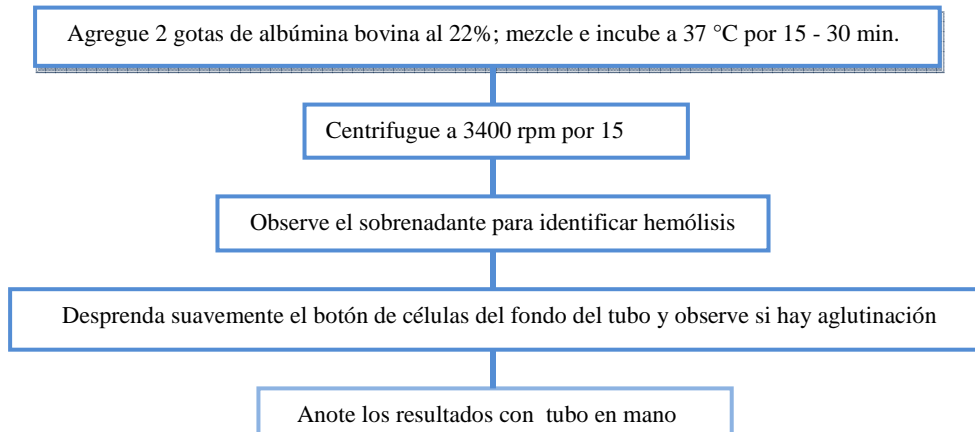 Agregue 2 gotas de albúmina bovina al 22%; mezcle e incube a 37 °C por 15 - 30 min.
Centrifugue a 3400 rpm por 15
Observe el sobrenadante para identificar hemólisis
Desprenda suavemente el botón de células del fondo del tubo y observe si hay aglutinación
Anote los resultados con tubo en mano